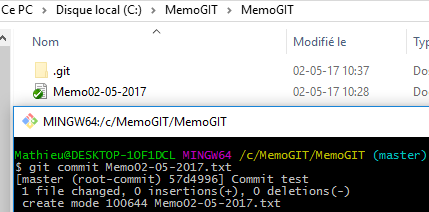 Ce PC > Disque local (C:) > MemoGIT > MemoGIT
Nom
Modifié le
.git
02-05-17 10:37
Do
Memo02-05-2017
02-05-17 10:28
Do
MINGW64:/c/MemoGIT/MemoGIT
Mathieu@DESKTOP-1OF1DCL MINGW64 /c/MemoGIT/MemoGIT (master)
$ git commit Memo02-05-2017.txt
[master (root-commit) 57d4996] Commit test
1 file changed, 0 insertions(+), 0 deletions(-)
create mode 100644 Memo02-05-2017.txt